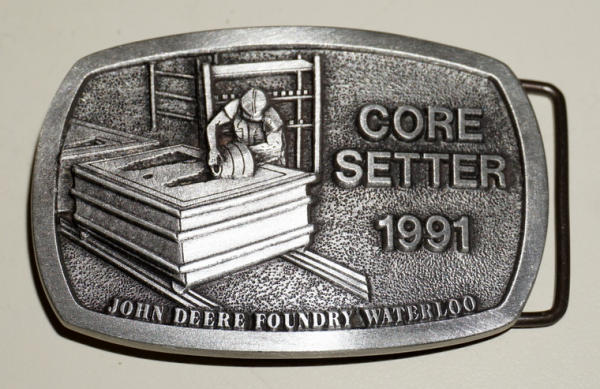 CORE
SETTER
1991
JOHN DEERE FOUNDRY WATERLOO